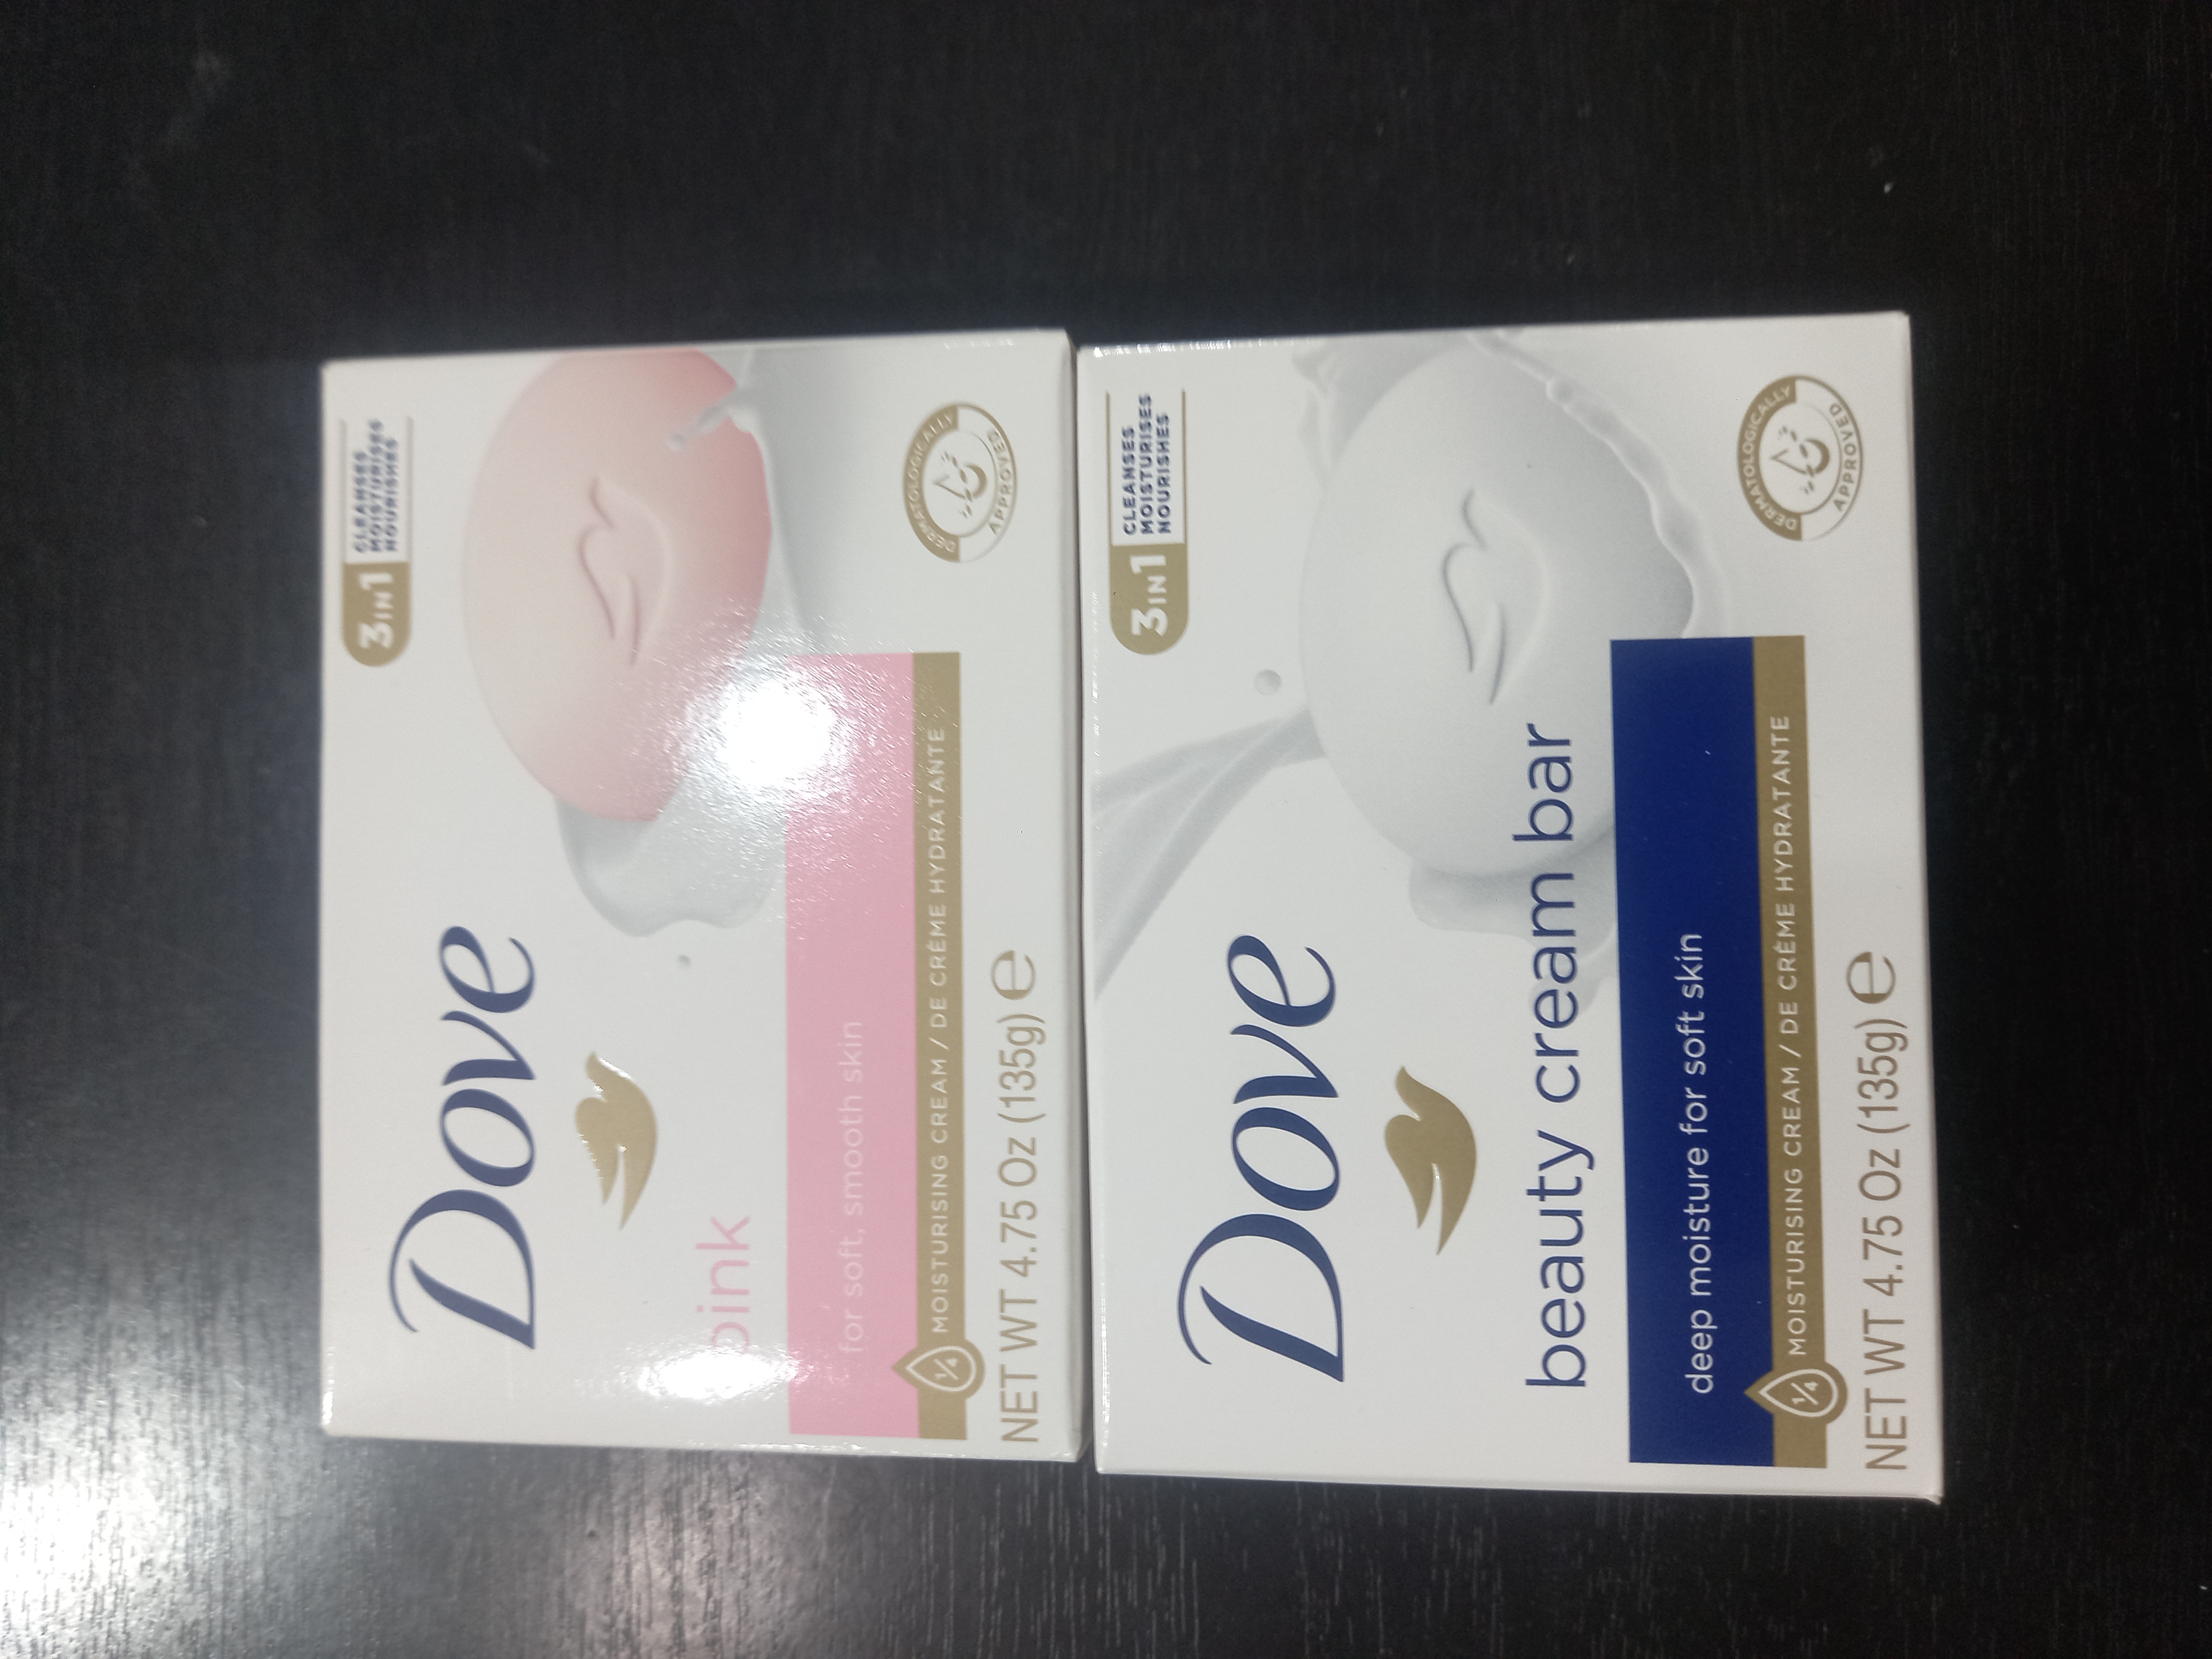 3 IN 1
CLEANSES
MOISTURISES
NOURISHES
Dove
pink
for soft, smooth skin
1/4 MOISTURISING CREAM / DE CRÈME HYDRATANTE
NET WT 4.75 Oz (135g) e
DERMATOLOGICALLY
APPROVED
3 IN 1
CLEANSES
MOISTURISES
NOURISHES
Dove
beauty cream bar
deep moisture for soft skin
1/4 MOISTURISING CREAM / DE CRÈME HYDRATANTE
NET WT 4.75 Oz (135g) e
DERMATOLOGICALLY
APPROVED